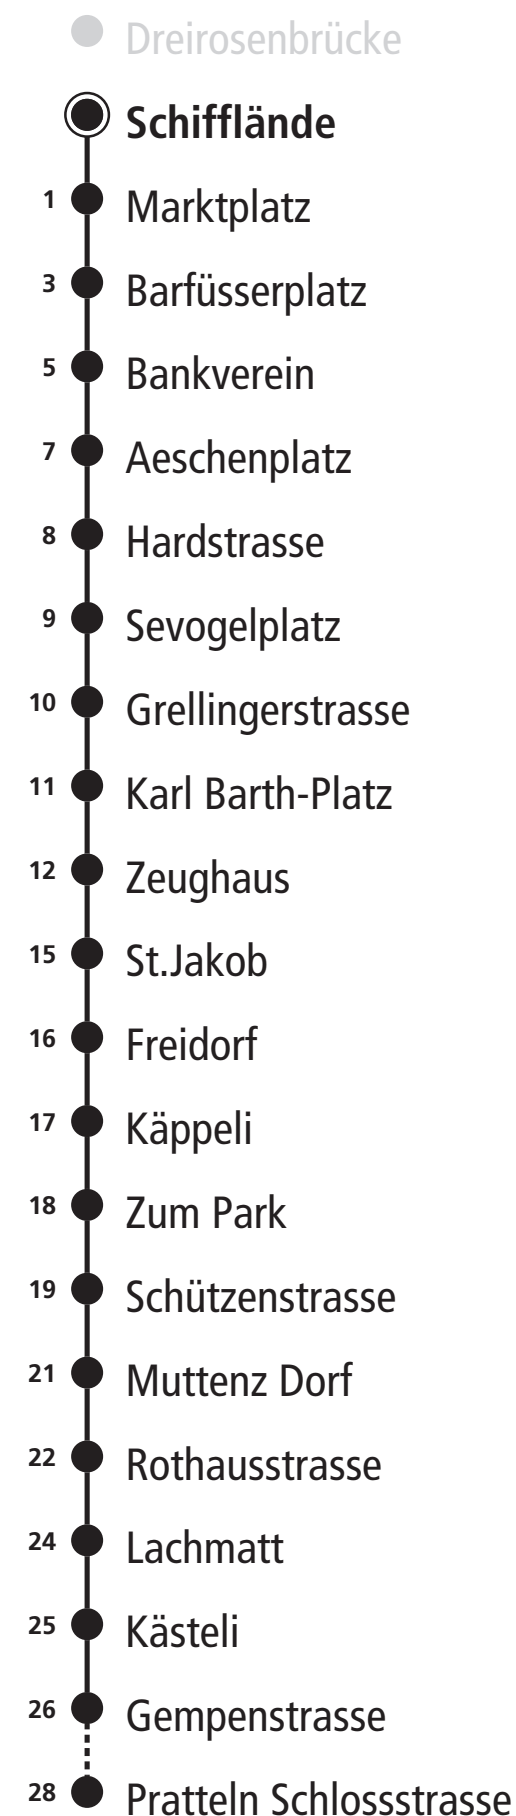 Dreirosenbrücke
Schifflände
1 Marktplatz
3 Barfüsserplatz
5 Bankverein
7 Aeschenplatz
8 Hardstrasse
9 Sevogelplatz
10 Grellingerstrasse
11 Karl Barth-Platz
12 Zeughaus
15 St.Jakob
16 Freidorf
17 Käppeli
18 Zum Park
19 Schützenstrasse
21 Muttenz Dorf
22 Rothausstrasse
24 Lachmatt
25 Kästeli
26 Gempenstrasse
28 Pratteln Schlossstrasse